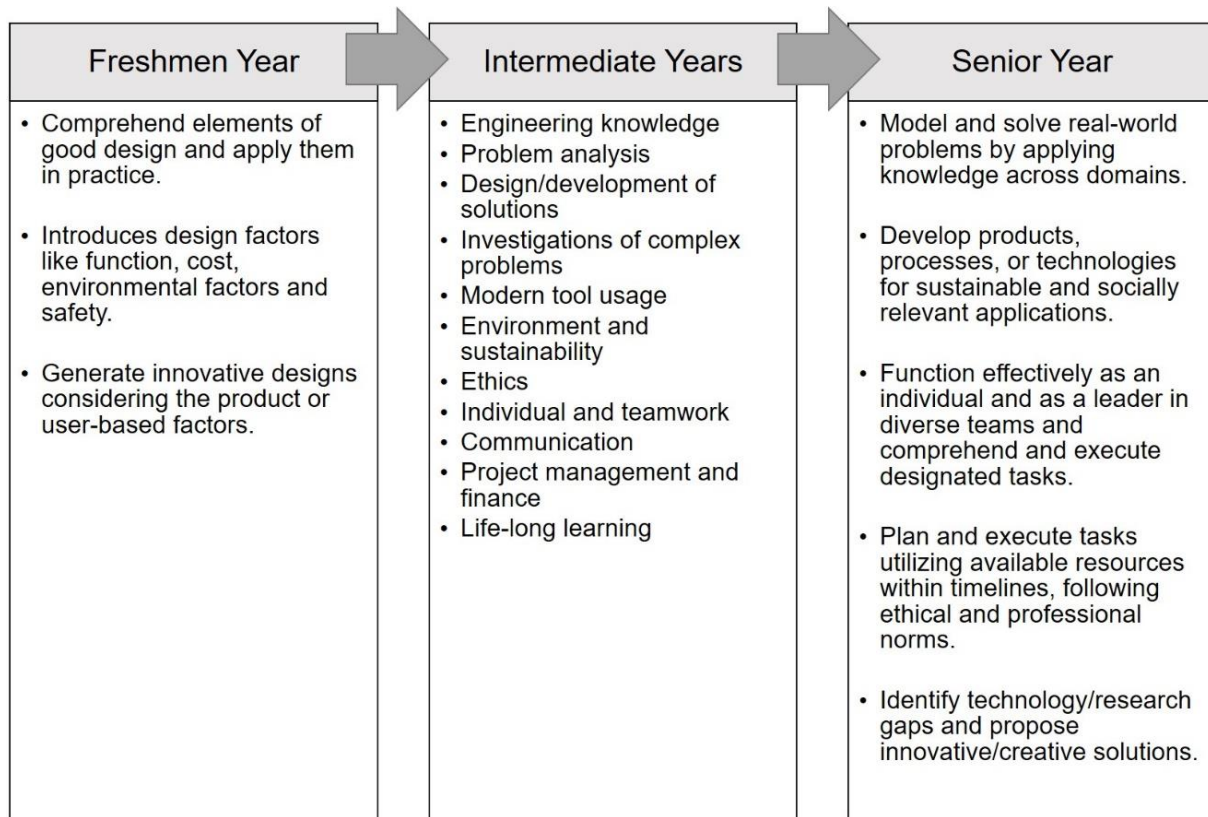 Freshmen Year
• Comprehend elements of
good design and apply them
in practice.
• Introduces design factors
like function, cost,
environmental factors and
safety.
• Generate innovative designs
considering the product or
user-based factors.
Intermediate Years
• Engineering knowledge
• Problem analysis
• Design/development of
solutions
• Investigations of complex
problems
• Modern tool usage
• Environment and
sustainability
• Ethics
• Individual and teamwork
• Communication
• Project management and
finance
• Life-long learning
Senior Year
• Model and solve real-world
problems by applying
knowledge across domains.
• Develop products,
processes, or technologies
for sustainable and socially
relevant applications.
• Function effectively as an
individual and as a leader in
diverse teams and
comprehend and execute
designated tasks.
• Plan and execute tasks
utilizing available resources
within timelines, following
ethical and professional
norms.
• Identify technology/research
gaps and propose
innovative/creative solutions.